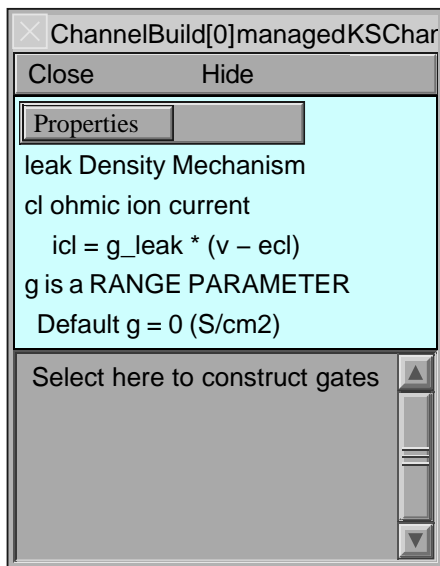 ChannelBuild[0]managedKSChar
Close Hide
Properties
leak Density Mechanism
cl ohmic ion current
icl = g_leak * (v − ecl)
g is a RANGE PARAMETER
Default g = 0 (S/cm2)
Select here to construct gates